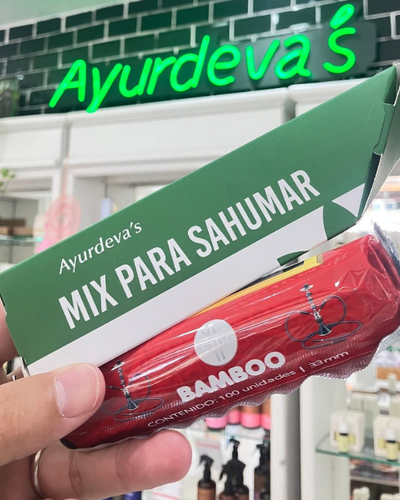 Ayurdeva's
Ayurdeva's
MIX PARA SAHUMAR
BAMBOO
CONTENIDO: 100 unidades | 33mm